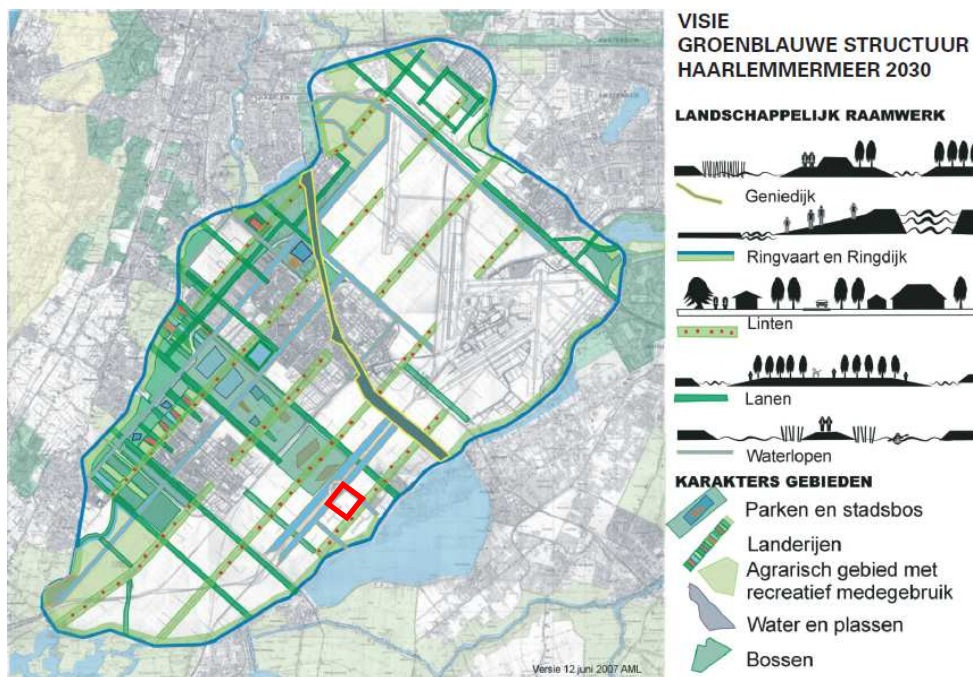 VISIE
GROENBLAUWE STRUCTUUR
HAARLEMMERMEER 2030
LANDSCHAPPELIJK RAAMWERK
Geniedijk
Ringvaart en Ringdijk
Linten
Lanen
Waterlopen
KARAKTERS GEBIEDEN
Parken en stadsbos
Landerijen
Agrarisch gebied met
recreatief medegebruik
Water en plassen
Bossen
Versie 12 juni 2007 AML